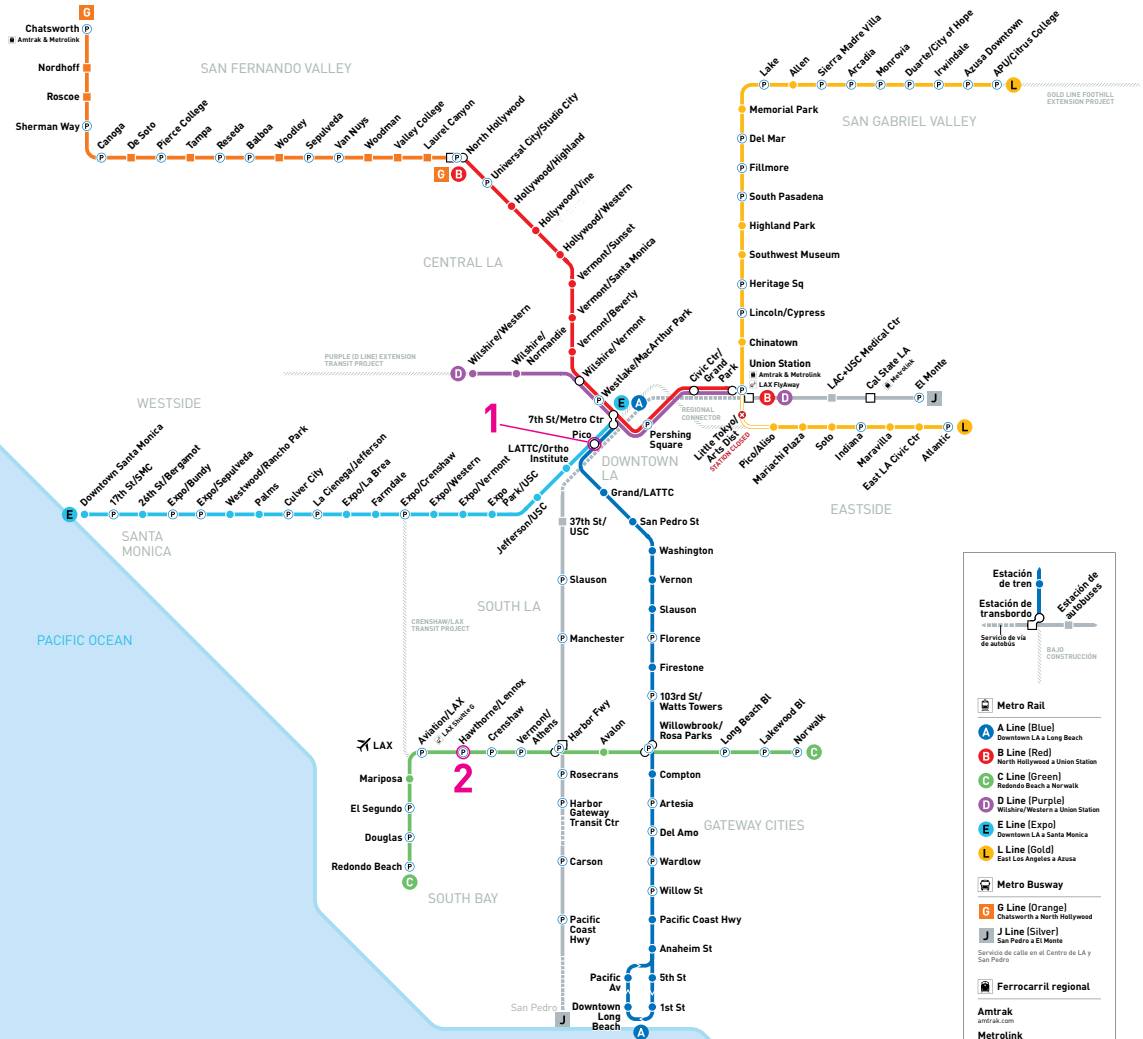 G
Chatsworth
Amtrak & Metrolink
Nordhoff
Roscoe
Sherman Way
SAN FERNANDO VALLEY
Canoga
De Soto
Pierce College
Tampa
Reseda
Balboa
Woodley
Sepulveda
Van Nuys
Woodman
Valley College
Laurel Canyon
North Hollywood
G
B
Universal City/Studio City
Hollywood/Highland
Hollywood/Vine
Hollywood/Western
Vermont/Sunset
Vermont/Santa Monica
Vermont/Beverly
Wilshire/Vermont
Westlake/MacArthur Park
CENTRAL LA
Lake
Allen
Sierra Madre Villa
Arcadia
Monrovia
Duarte/City of Hope
Irwindale
Azusa Downtown
APU/Citrus College
L
GOLD LINE FOOTHILL
EXTENSION PROJECT
SAN GABRIEL VALLEY
Memorial Park
Del Mar
Fillmore
South Pasadena
Highland Park
Southwest Museum
Heritage Sq
Lincoln/Cypress
Chinatown
Union Station
Amtrak & Metrolink
LAX FlyAway
B
D
LAC+USC Medical Ctr
Cal State LA
Metrolink
El Monte
J
PURPLE (D LINE) EXTENSION
TRANSIT PROJECT
D
Wilshire/Western
Wilshire/
Normandie
Civic Ctr/
Grand
Park
REGIONAL
CONNECTOR
E
A
1
7th St/Metro Ctr
Pico
LATTC/Ortho
Institute
Pershing
Square
DOWNTOWN
LA
Little Tokyo/
Arts Dist
STATION CLOSED
Pico/Aliso
Mariachi Plaza
Soto
Indiana
Maravilla
East LA Civic Ctr
Atlantic
L
EASTSIDE
WESTSIDE
E
Downtown Santa Monica
17th St/SMC
26th St/Bergamot
Expo/Bundy
Expo/Sepulveda
Westwood/Rancho Park
Palms
Culver City
La Cienega/Jefferson
Expo/La Brea
Farmdale
Expo/Crenshaw
Expo/Western
Expo/Vermont
Expo
Park/USC
Jefferson/USC
SANTA
MONICA
PACIFIC OCEAN
Grand/LATTC
San Pedro St
Washington
Vernon
Slauson
Florence
Firestone
103rd St/
Watts Towers
Willowbrook/
Rosa Parks
37th St/
USC
Slauson
Manchester
SOUTH LA
CRENSHAW/LAX
TRANSIT PROJECT
LAX
Aviation/LAX
LAX Shuttle G
Hawthorne/Lennox
2
Crenshaw
Vermont/
Athens
Harbor Fwy
Avalon
Long Beach Bl
Lakewood Bl
Norwalk
C
Mariposa
El Segundo
Douglas
Redondo Beach
C
SOUTH BAY
Rosecrans
Harbor
Gateway
Transit Ctr
Carson
Pacific
Coast
Hwy
San Pedro
J
Compton
Artesia
Del Amo
Wardlow
Willow St
Pacific Coast Hwy
Anaheim St
5th St
1st St
Pacific
Av
Downtown
Long
Beach
A
GATEWAY CITIES
Estación
de tren
Estación de
transbordo
Servicio de vía
de autobús
Estación de
autobuses
BAJO
CONSTRUCCIÓN
Metro Rail
A A Line (Blue)
Downtown LA a Long Beach
B B Line (Red)
North Hollywood a Union Station
C C Line (Green)
Redondo Beach a Norwalk
D D Line (Purple)
Wilshire/Western a Union Station
E E Line (Expo)
Downtown LA a Santa Monica
L L Line (Gold)
East Los Angeles a Azusa
Metro Busway
G G Line (Orange)
Chatsworth a North Hollywood
J J Line (Silver)
San Pedro a El Monte
Servicio de calle en el Centro de LA y
San Pedro
Ferrocarril regional
Amtrak
amtrak.com
Metrolink